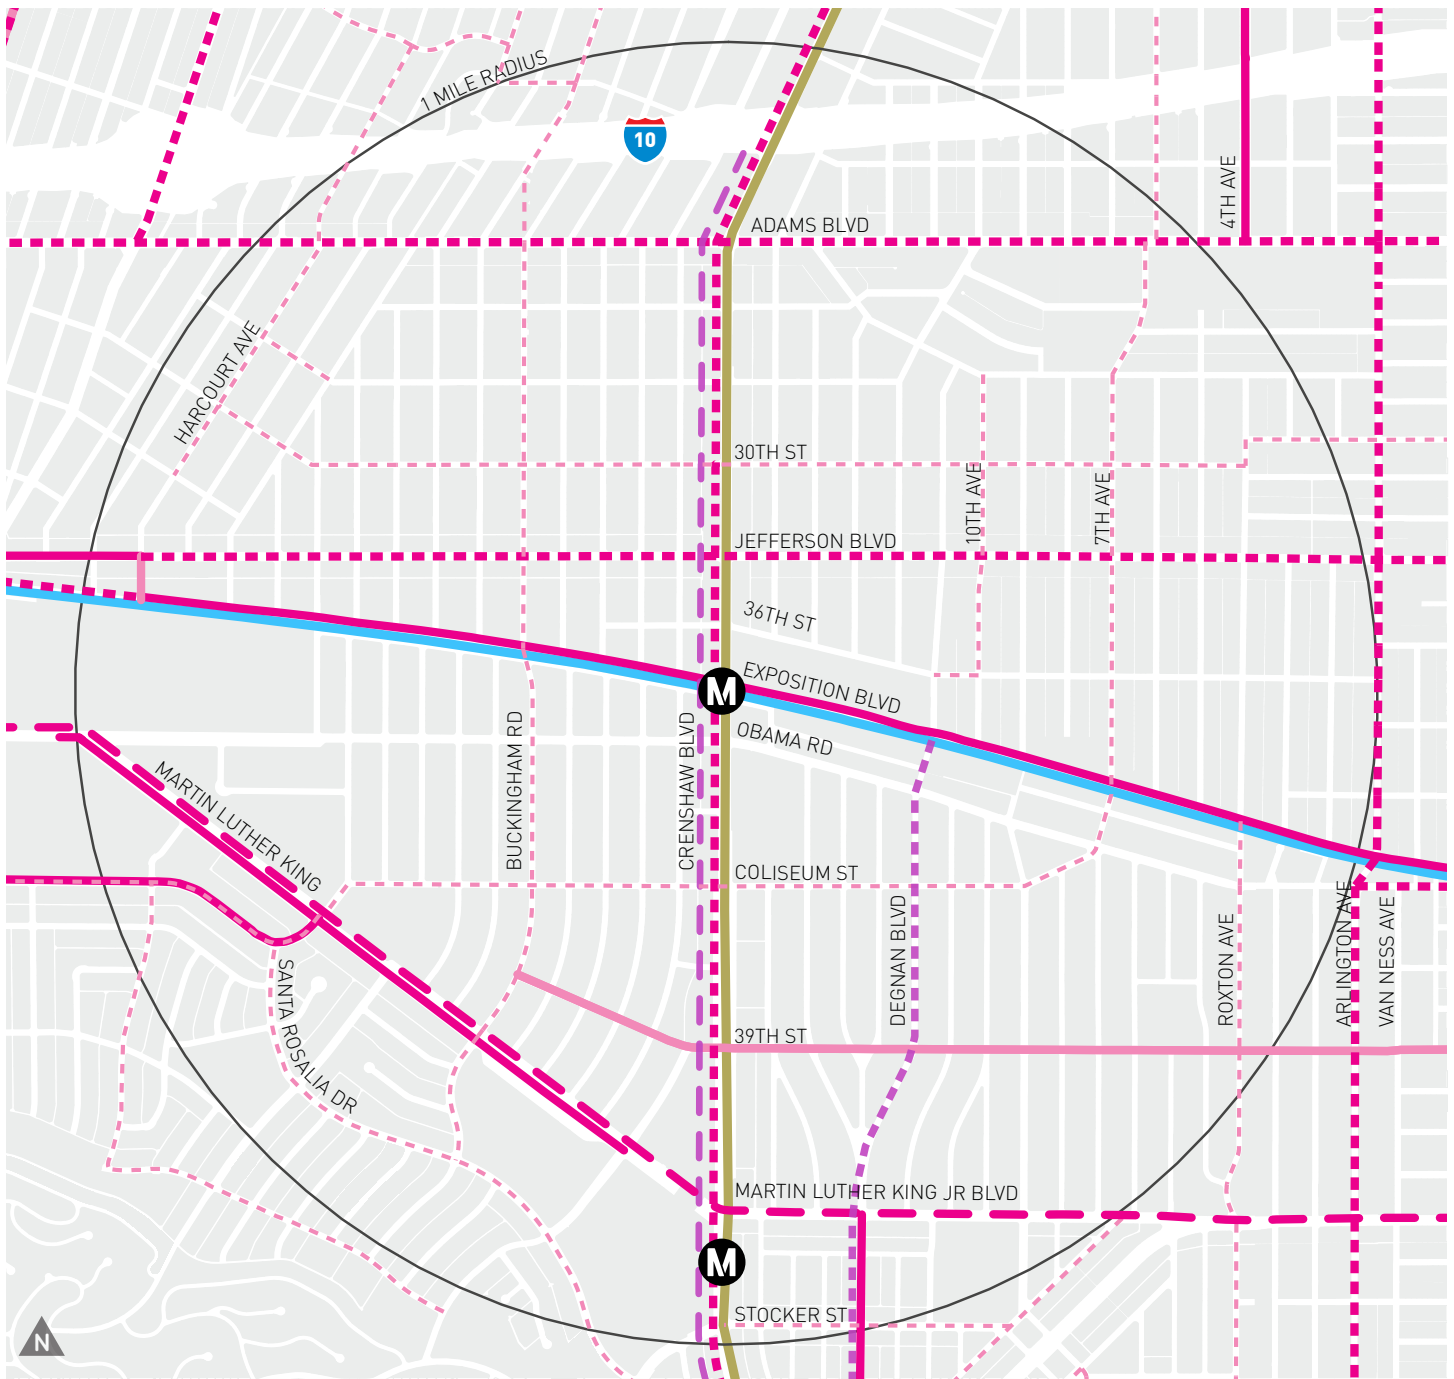 1 MILE RADIUS
10
4TH AVE
ADAMS BLVD
HARCOURT AVE
30TH ST
10TH AVE
7TH AVE
JEFFERSON BLVD
36TH ST
M
EXPOSITION BLVD
OBAMA RD
BUCKINGHAM RD
CRENSHAW BLVD
MARTIN LUTHER KING
COLISEUM ST
DEGNAN BLVD
ROXTON AVE
ARLINGTON AVE
VAN NESS AVE
SANTA ROSALIA DR
39TH ST
MARTIN LUTHER KING JR BLVD
M
STOCKER ST
N